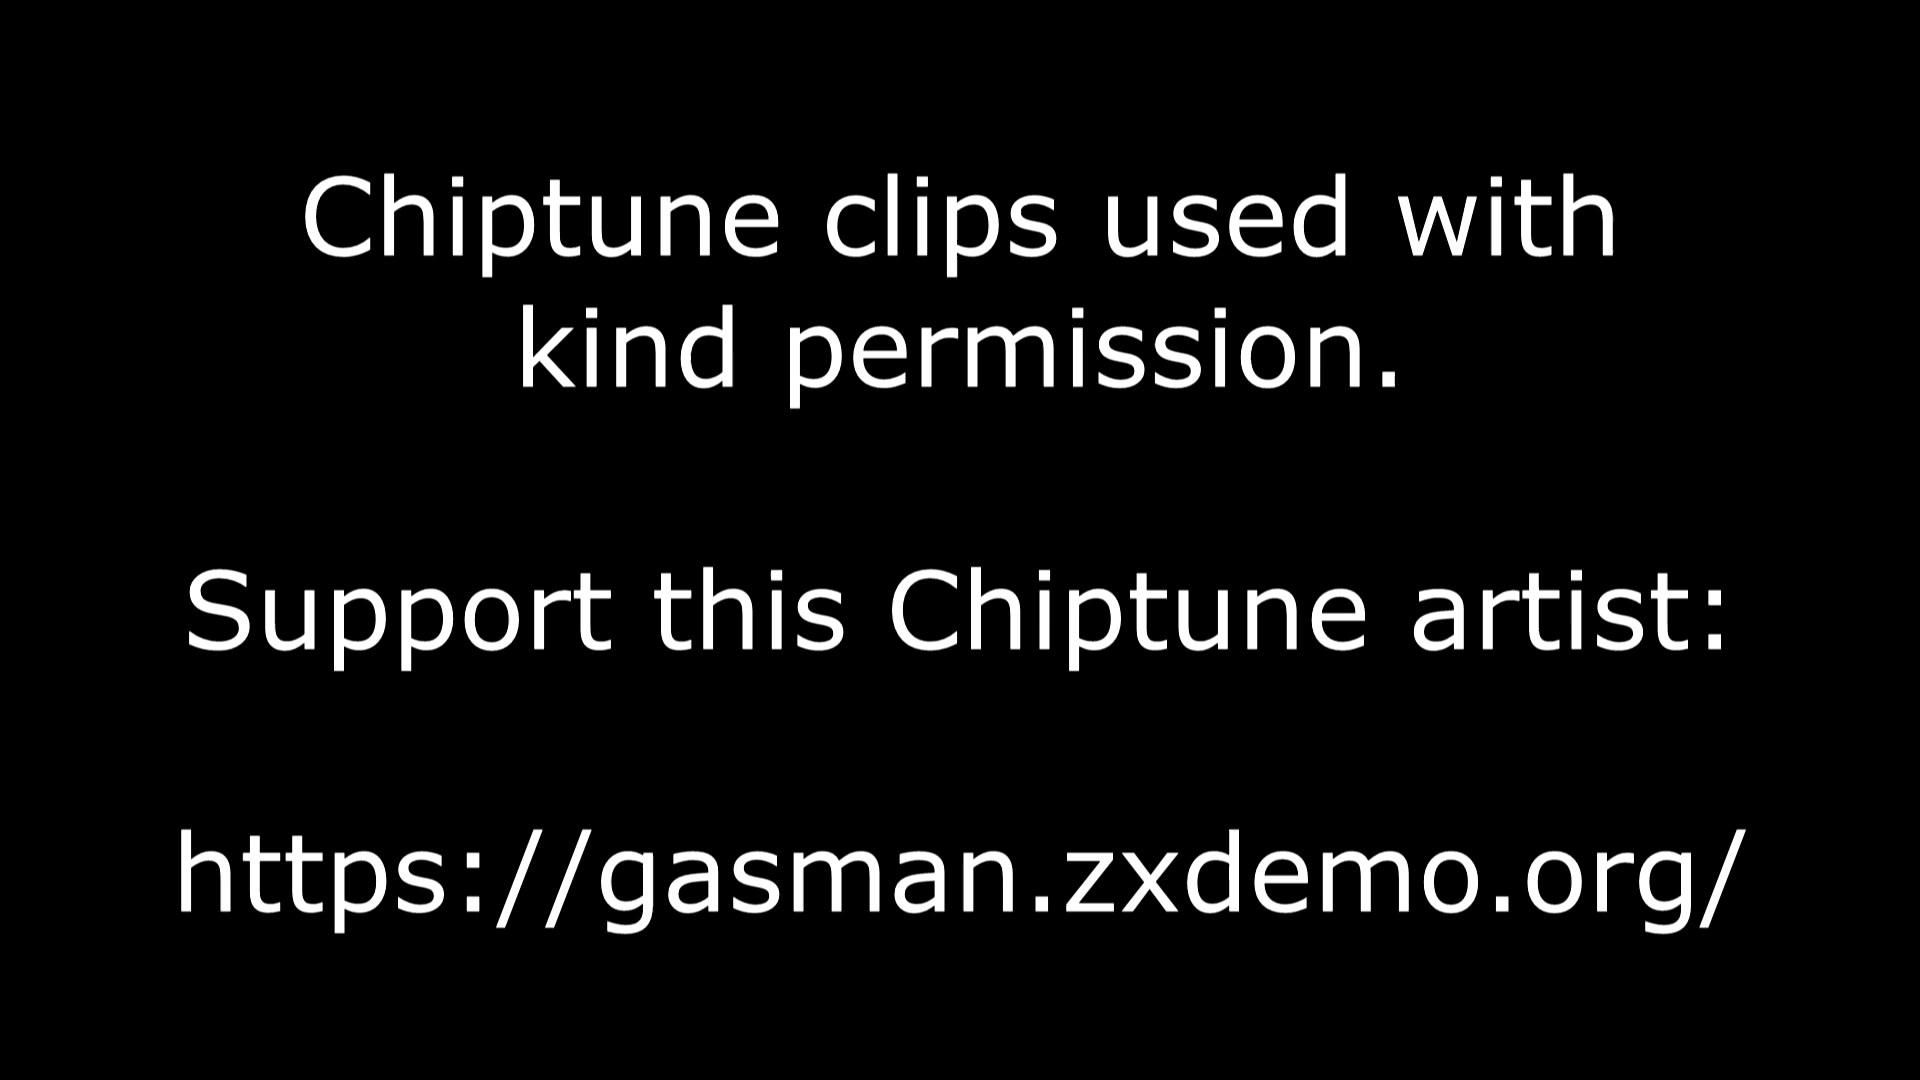 Chiptune clips used with
kind permission.
Support this Chiptune artist:
https://gasman.zxdemo.org/